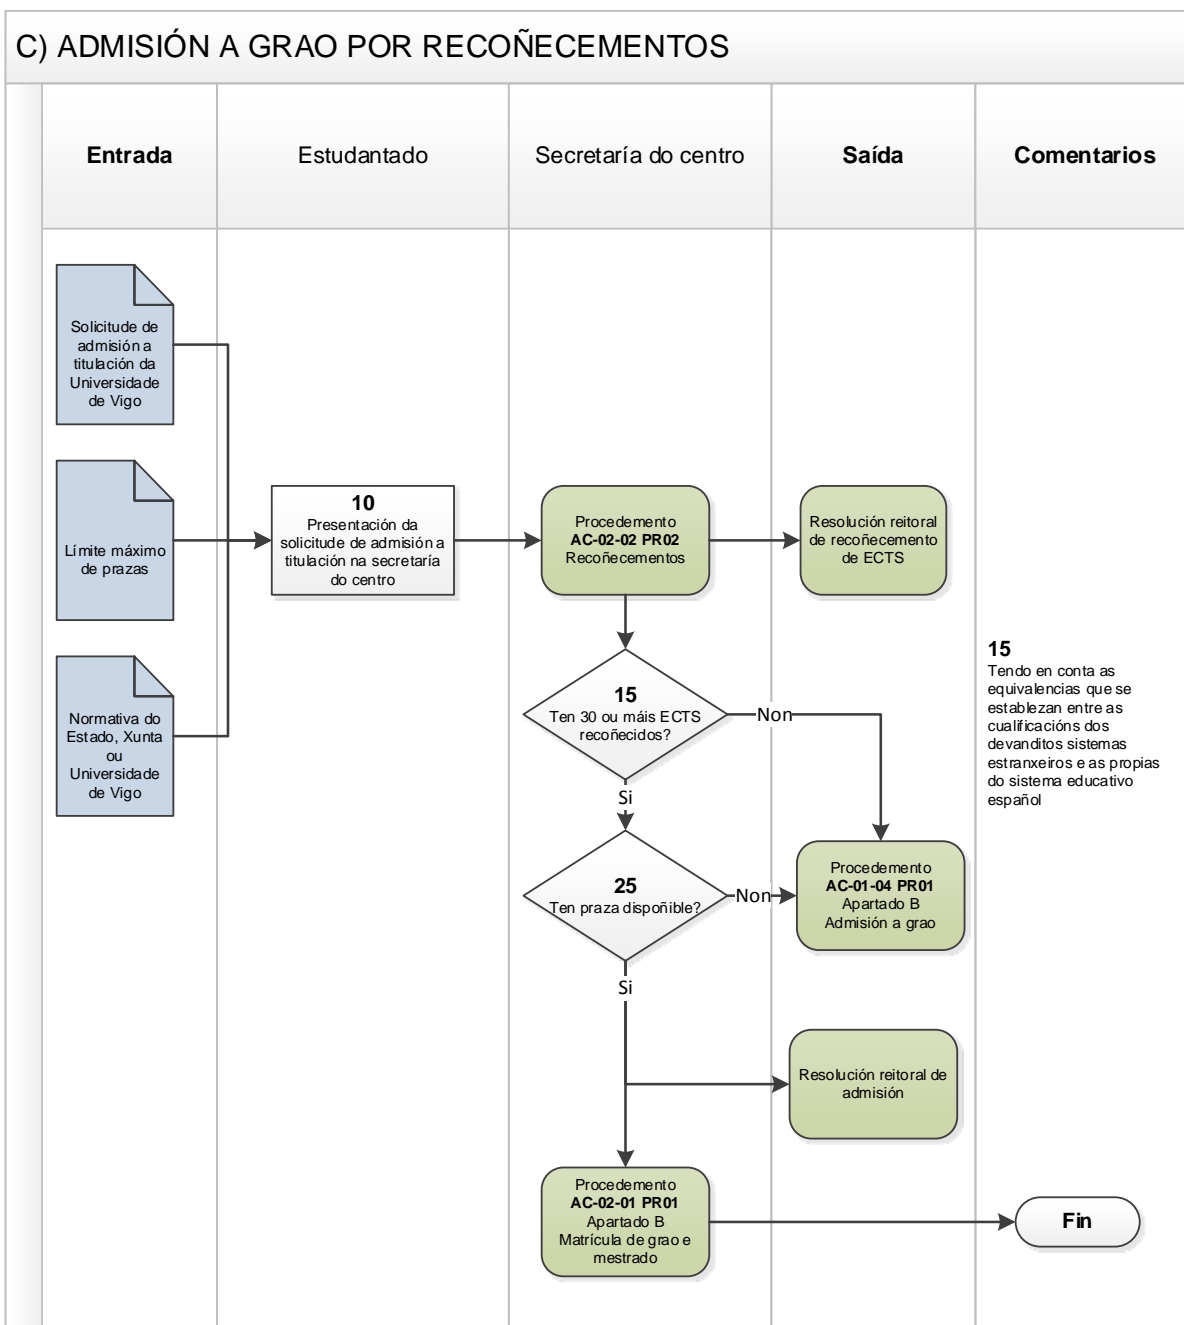 C) ADMISIÓN A GRAO POR RECOÑECEMENTOS
Entrada
Estudantado
Secretaría do centro
Saída
Comentarios
Solicitude de
admisión a
titulación da
Universidade
de Vigo
Límite máximo
de prazas
Normativa do
Estado, Xunta
ou
Universidade
de Vigo
10
Presentación da
solicitude de admisión a
titulación na secretaría
do centro
Procedemento
AC-02-02 PR02
Recoñecementos
Resolución reitoral
de recoñecemento
de ECTS
15
Ten 30 ou máis ECTS
recoñecidos?
Non
Si
15
Tendo en conta as
equivalencias que se
establezan entre as
cualificacións dos
devanditos sistemas
estranxeiros e as propias
do sistema educativo
español
25
Ten praza dispoñible?
Non
Si
Procedemento
AC-01-04 PR01
Apartado B
Admisión a grao
Resolución reitoral de
admisión
Procedemento
AC-02-01 PR01
Apartado B
Matrícula de grao e
mestrado
Fin